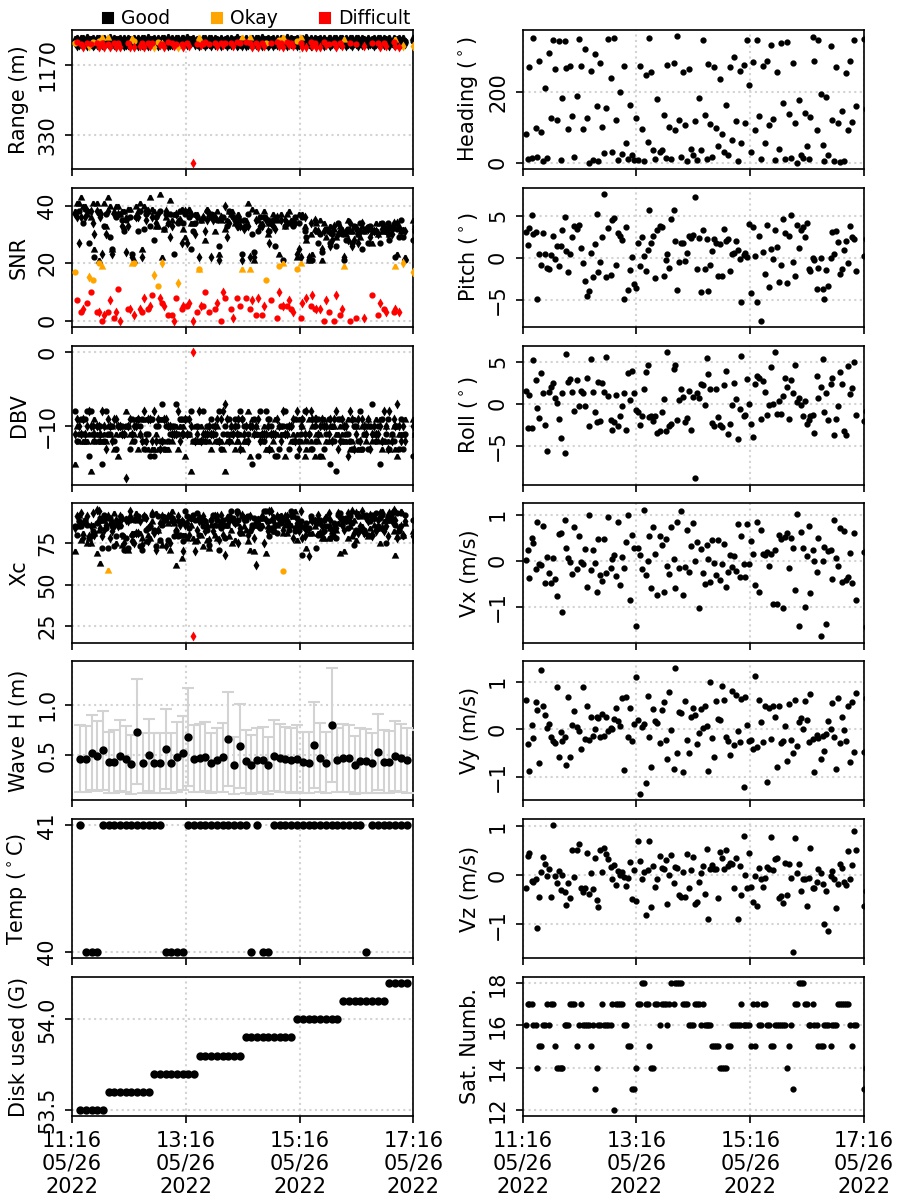 Good Okay Difficult
Range (m)
1170
330
Heading (°)
200
0
SNR
40
20
0
Pitch (°)
5
0
−5
DBV
0
−10
Roll (°)
5
0
−5
Xc
75
50
25
Vx (m/s)
1
0
−1
Wave H (m)
1.0
0.5
Vy (m/s)
1
0
−1
Temp (°C)
41
40
Vz (m/s)
1
0
−1
Disk used (G)
54.0
53.5
Sat. Numb.
18
16
14
12
11:16 13:16 15:16 17:16 11:16 13:16 15:16 17:16
05/26 05/26 05/26 05/26 05/26 05/26 05/26 05/26
2022 2022 2022 2022 2022 2022 2022 2022